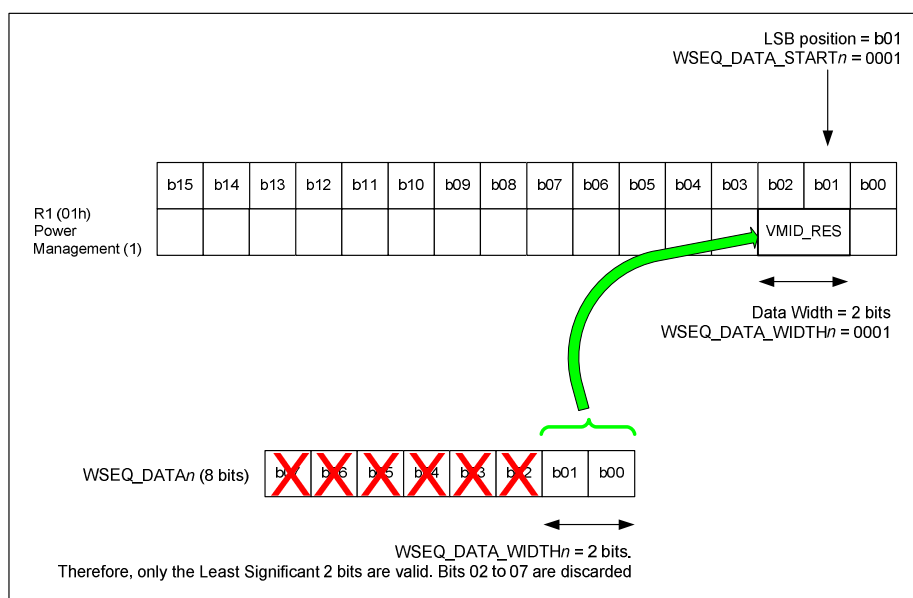 LSB position = b01
WSEQ_DATA_STARTn = 0001
b15 b14 b13 b12 b11 b10 b09 b08 b07 b06 b05 b04 b03 b02 b01 b00
R1 (01h)
Power
Management (1)
VMID_RES
Data Width = 2 bits
WSEQ_DATA_WIDTHn = 0001
WSEQ_DATAn (8 bits)
b01 b00
WSEQ_DATA_WIDTHn = 2 bits.
Therefore, only the Least Significant 2 bits are valid. Bits 02 to 07 are discarded